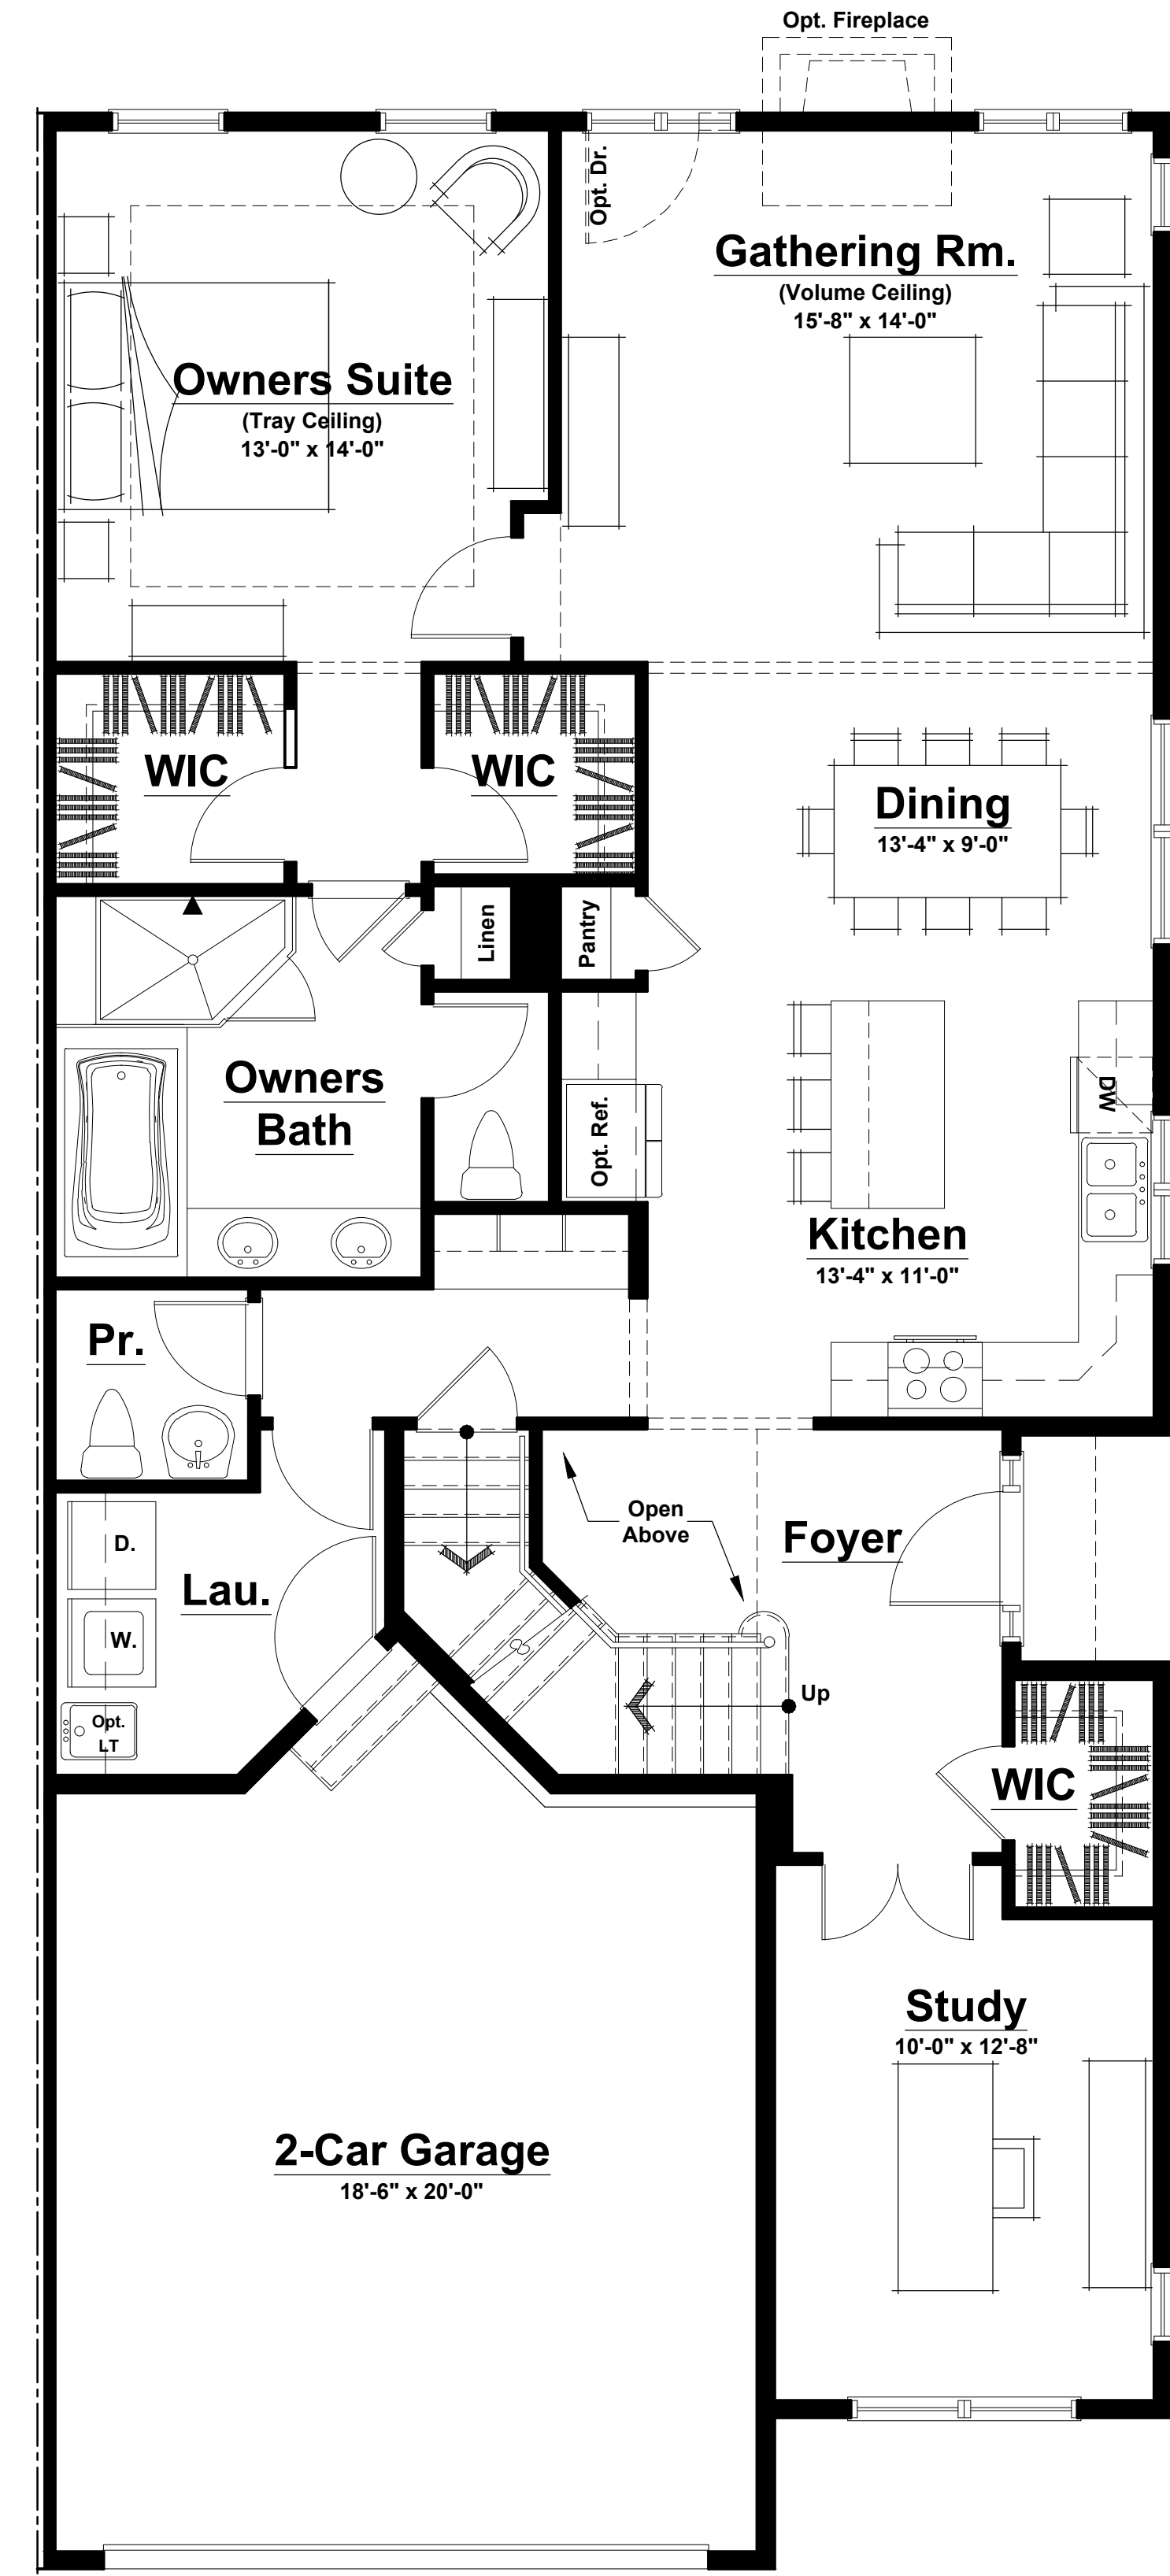 Opt. Fireplace
Opt. Dr.
Gathering Rm.
(Volume Ceiling)
15'-8" x 14'-0"
Owners Suite
(Tray Ceiling)
13'-0" x 14'-0"
WIC
WIC
Dining
13'-4" x 9'-0"
Linen
Pantry
Owners
Bath
Opt. Ref.
DW
Kitchen
13'-4" x 11'-0"
Pr.
Open
Above
Foyer
D.
Lau.
W.
Opt.
LT
Up
WIC
Study
10'-0" x 12'-8"
2-Car Garage
18'-6" x 20'-0"